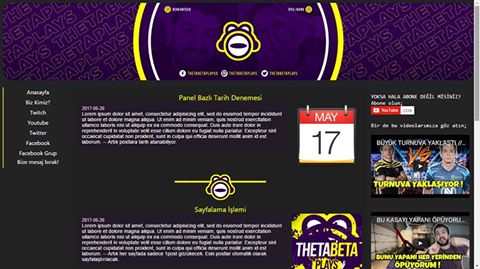 THETABETAPLAYS
THETABETAPLAYS
THETABETAPLAYS
Anasayfa
Biz Kimiz?
Twitch
Youtube
Twitter
Facebook
Facebook Grup
Bize mesaj bırak!
Panel Bazlı Tarih Denemesi
2017-06-26
Lorem ipsum dolor sit amet, consectetur adipisicing elit, sed do eiusmod tempor incididunt
ut labore et dolore magna aliqua. Ut enim ad minim veniam, quis nostrud exercitation
ullamco laboris nisi ut aliquip ex ea commodo consequat. Duis aute irure dolor in
reprehenderit in voluptate velit esse cillum dolore eu fugiat nulla pariatur. Excepteur sint
occaecat cupidatat non proident, sunt in culpa qui officia deserunt mollit anim id est
laborum. -- Artık postlara tarih atanabiliyor.
MAY
17
Sayfalama İşlemi
2017-06-26
Lorem ipsum dolor sit amet, consectetur adipisicing elit, sed do eiusmod tempor incididunt
ut labore et dolore magna aliqua. Ut enim ad minim veniam, quis nostrud exercitation
ullamco laboris nisi ut aliquip ex ea commodo consequat. Duis aute irure dolor in
reprehenderit in voluptate velit esse cillum dolore eu fugiat nulla pariatur. Excepteur sint
occaecat cupidatat non proident, sunt in culpa qui officia deserunt mollit anim id est
laborum. -- Artık her sayfada sadece 1post gözükecek. Eski postlar otomatik olarak
sayfalaştırılacak.
THETABETA
PLAYS
YOKSA HALA ABONE DEĞİL MİSİNİZ?
Abone olun;
YouTube
Bir de bu videolarımıza göz atın;
BÜYÜK TURNUVA YAKLAŞTI //...
VS
TURNUVA YAKLAŞIYOR !
BU KASAYI YAPANI ÖPÜYORU...
BUNU YAPANI HER YERİNDEN
ÖPÜYORUM !